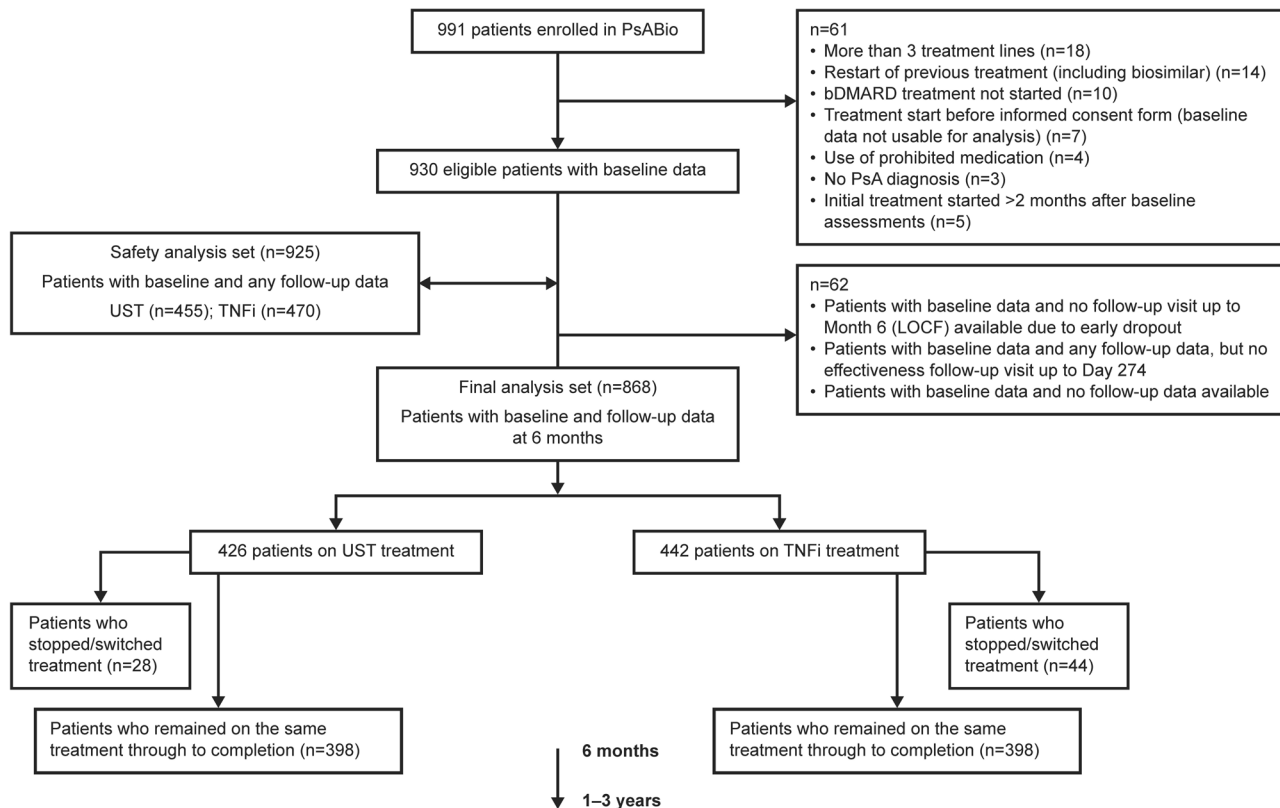 991 patients enrolled in PsABio
n=61
• More than 3 treatment lines (n=18)
• Restart of previous treatment (including biosimilar) (n=14)
• bDMARD treatment not started (n=10)
• Treatment start before informed consent form (baseline
data not usable for analysis) (n=7)
• Use of prohibited medication (n=4)
• No PsA diagnosis (n=3)
• Initial treatment started >2 months after baseline
assessments (n=5)
930 eligible patients with baseline data
Safety analysis set (n=925)
Patients with baseline and any follow-up data
UST (n=455); TNFi (n=470)
n=62
• Patients with baseline data and no follow-up visit up to
Month 6 (LOCF) available due to early dropout
• Patients with baseline data and any follow-up data, but no
effectiveness follow-up visit up to Day 274
• Patients with baseline data and no follow-up data available
Final analysis set (n=868)
Patients with baseline and follow-up data
at 6 months
426 patients on UST treatment
442 patients on TNFi treatment
Patients who
stopped/switched
treatment (n=28)
Patients who
stopped/switched
treatment (n=44)
Patients who remained on the same
treatment through to completion (n=398)
Patients who remained on the same
treatment through to completion (n=398)
6 months
1–3 years